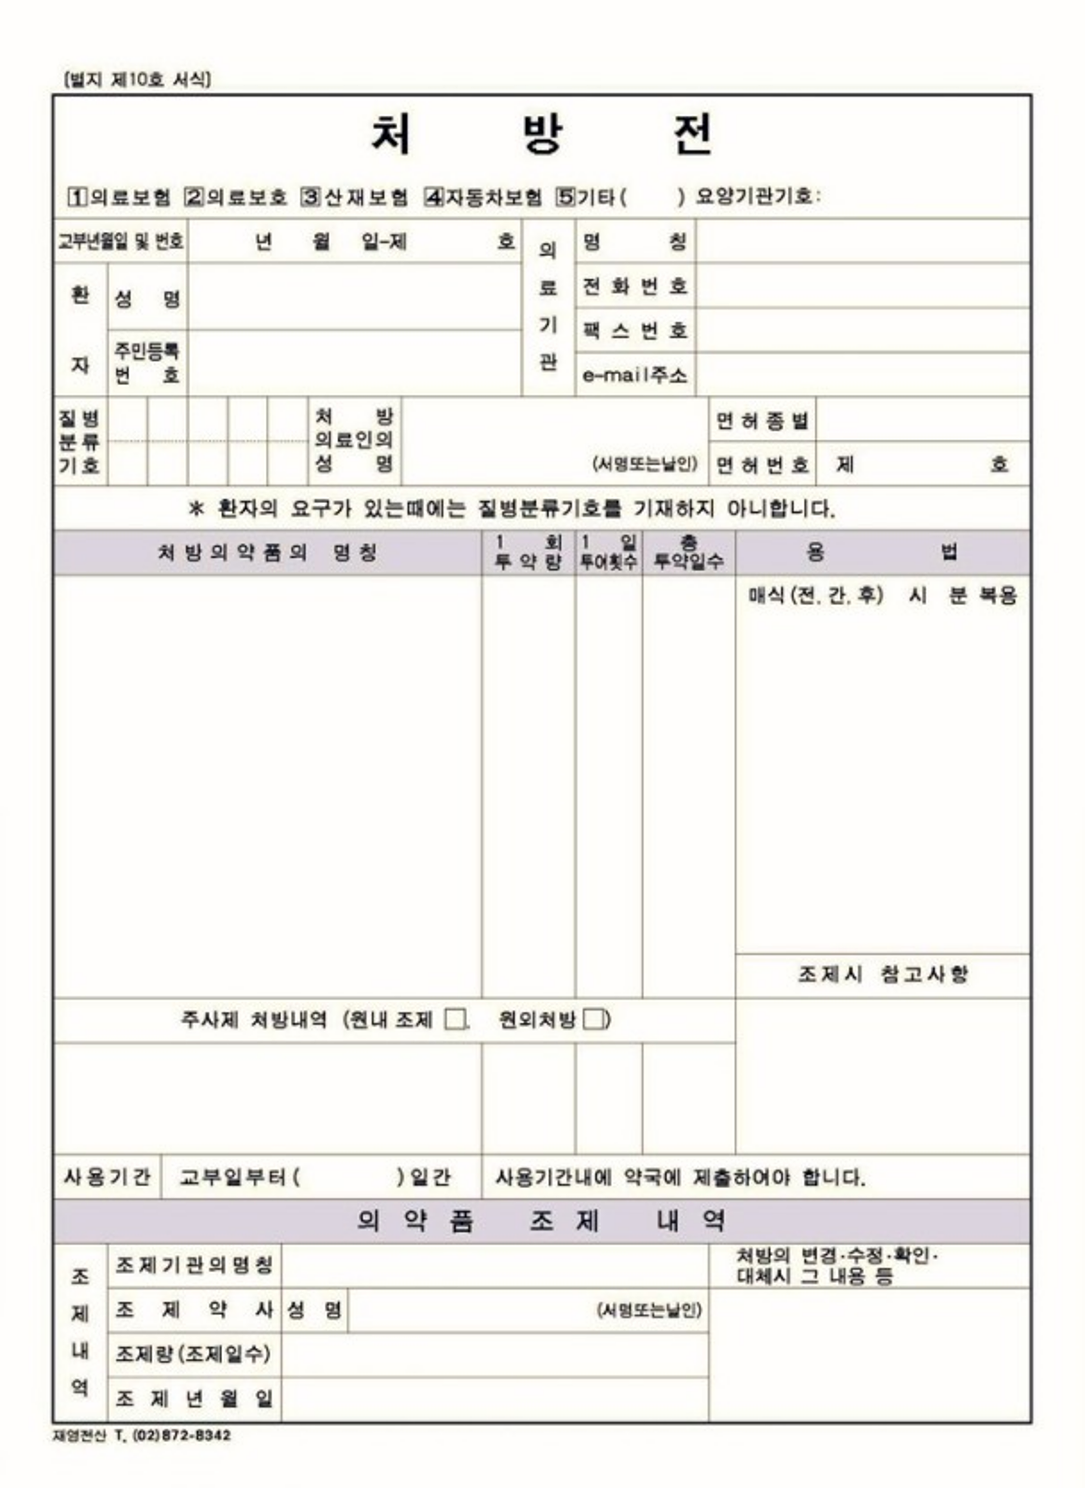 (별지 제10호 서식)
처 방 전
1 의료보험 2 의료보호 3 산재보험 4 자동차보험 5 기타( ) 요양기관기호:
교부년월일 및 번호 년 월 일-제 호
환 자
성 명
주민등록
번 호
의 료 기 관
명 칭
전 화 번 호
팩 스 번 호
e-mail주소
질 병
분 류
기 호
처 방
의료인의
성 명
(서명또는날인)
면 허 종 별
면 허 번 호 제 호
* 환자의 요구가 있는때에는 질병분류기호를 기재하지 아니합니다.
처 방 의 약 품 의 명 칭
1 회
투 약 량
1 일
투여횟수
총
투약일수
용 법
매식(전, 간, 후) 시 분 복용
조제시 참고사항
주사제 처방내역 (원내 조제 □, 원외처방 □)
사용기간 교부일부터( )일간 사용기간내에 약국에 제출하여야 합니다.
의 약 품 조 제 내 역
조 제 내 역
조제기관의명칭
처방의 변경·수정·확인·
대체시 그 내용 등
조 제 약 사 성 명 (서명또는날인)
조제량(조제일수)
조 제 년 월 일
재영전산 T. (02)872-8342